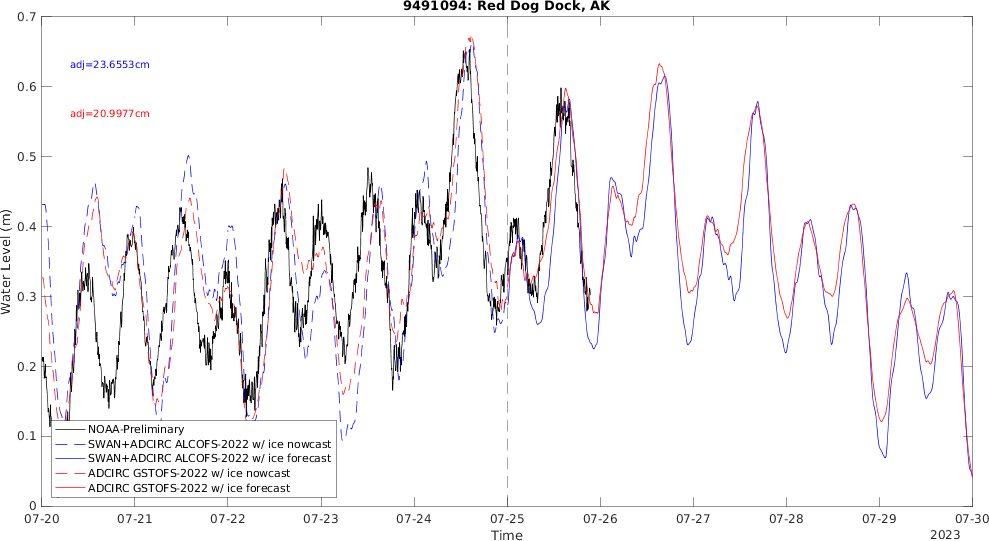 9491094: Red Dog Dock, AK
0.7
0.6
0.5
0.4
0.3
0.2
0.1
0
Water Level (m)
adj=23.6553cm
adj=20.9977cm
NOAA-Preliminary
SWAN+ADCIRC ALCOFS-2022 w/ ice nowcast
SWAN+ADCIRC ALCOFS-2022 w/ ice forecast
ADCIRC GSTOFS-2022 w/ ice nowcast
ADCIRC GSTOFS-2022 w/ ice forecast
07-20 07-21 07-22 07-23 07-24 07-25 07-26 07-27 07-28 07-29 07-30
Time
2023